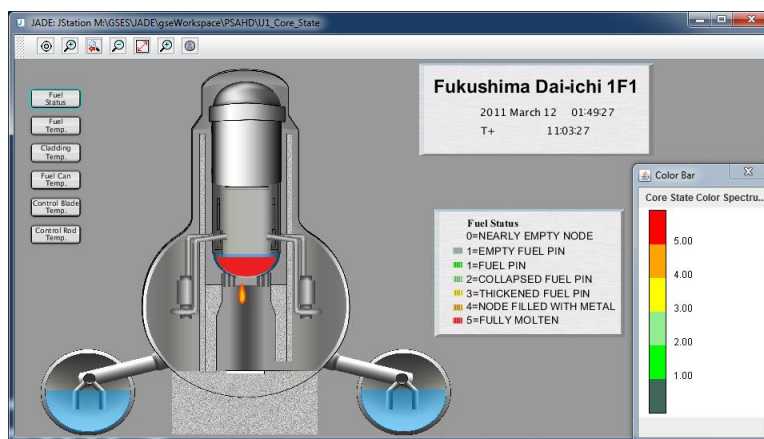 JADE: JStation M:\GSES\JADE\gseWorkspace\PSAHD\U1_Core_State
Fuel
Status
Fuel
Temp.
Cladding
Temp.
Fuel Can
Temp.
Control Blade
Temp.
Control Rod
Temp.
Fukushima Dai-ichi 1F1
2011 March 12 01:49:27
T+ 11:03:27
Fuel Status
0=NEARLY EMPTY NODE
1=EMPTY FUEL PIN
1=FUEL PIN
2=COLLAPSED FUEL PIN
3=THICKENED FUEL PIN
4=NODE FILLED WITH METAL
5=FULLY MOLTEN
Color Bar
Core State Color Spectru...
5.00
4.00
3.00
2.00
1.00